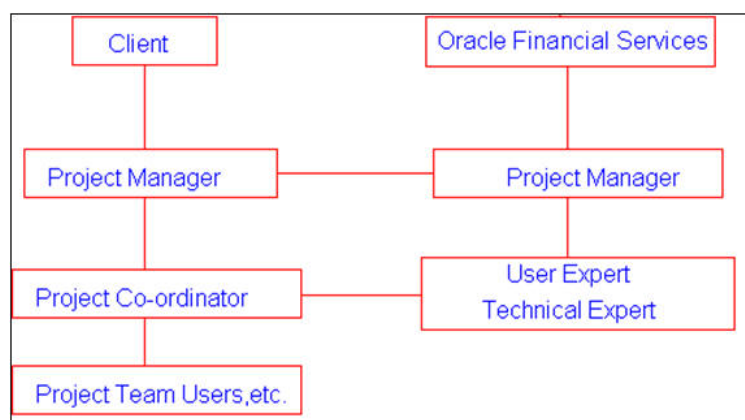 Client
Oracle Financial Services
Project Manager
Project Manager
Project Co-ordinator
User Expert
Technical Expert
Project Team Users,etc.